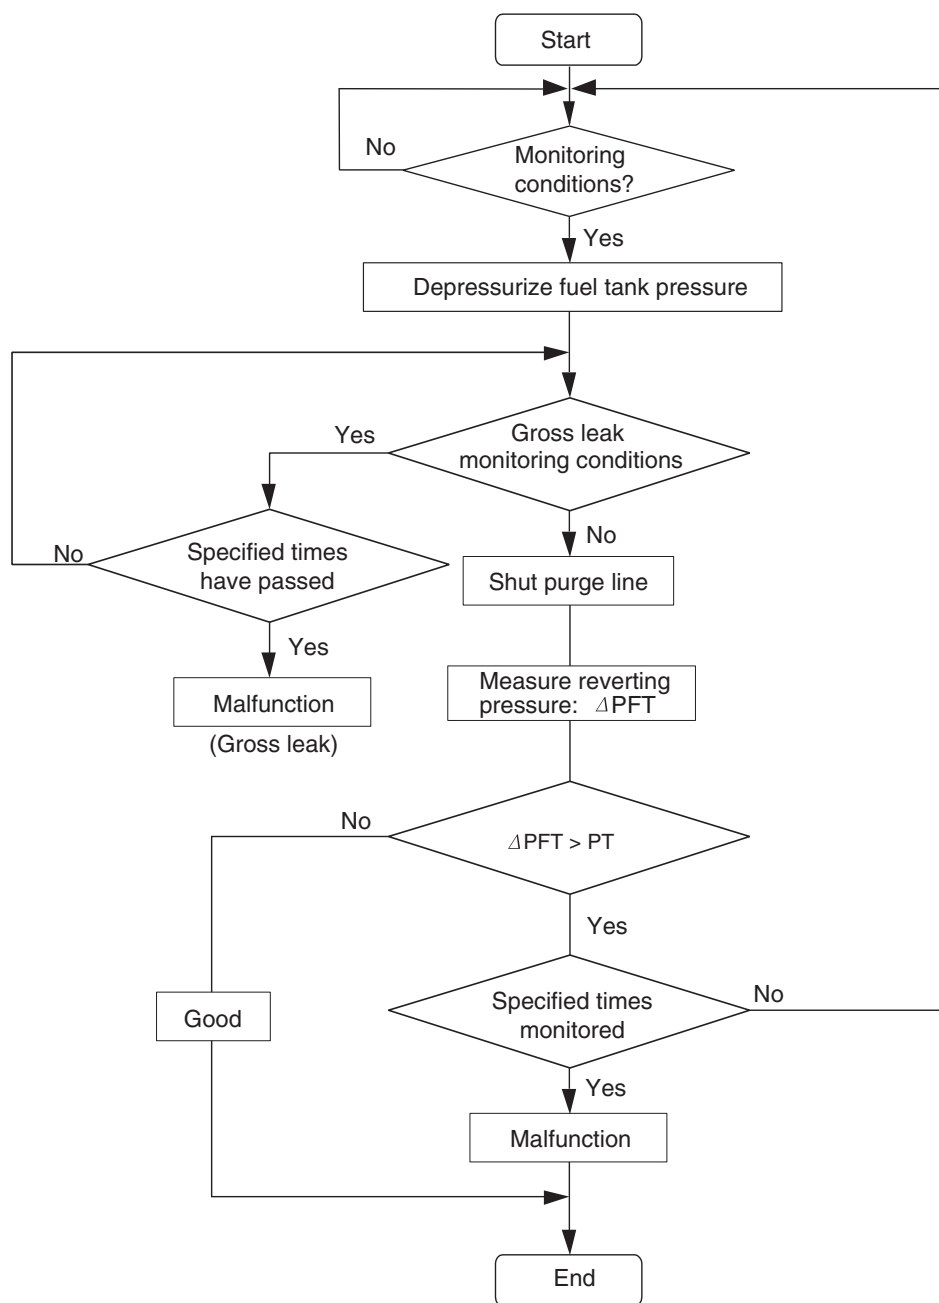 Start
No
Monitoring
conditions?
Yes
Depressurize fuel tank pressure
Yes
Gross leak
monitoring conditions
No
Specified times
have passed
No
Shut purge line
Yes
Measure reverting
pressure: ΔPFT
Malfunction
(Gross leak)
No
ΔPFT > PT
Yes
Specified times
monitored
No
Good
Yes
Malfunction
End